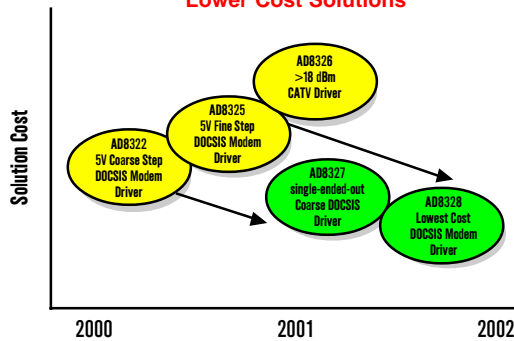 Lower Cost Solutions
Solution Cost
AD8326
>18 dBm
CATV Driver
AD8325
5V Fine Step
DOCSIS Modem
Driver
AD8322
5V Coarse Step
DOCSIS Modem
Driver
AD8327
single-ended-out
Coarse DOCSIS
Driver
AD8328
Lowest Cost
DOCSIS Modem
Driver
2000
2001
2002